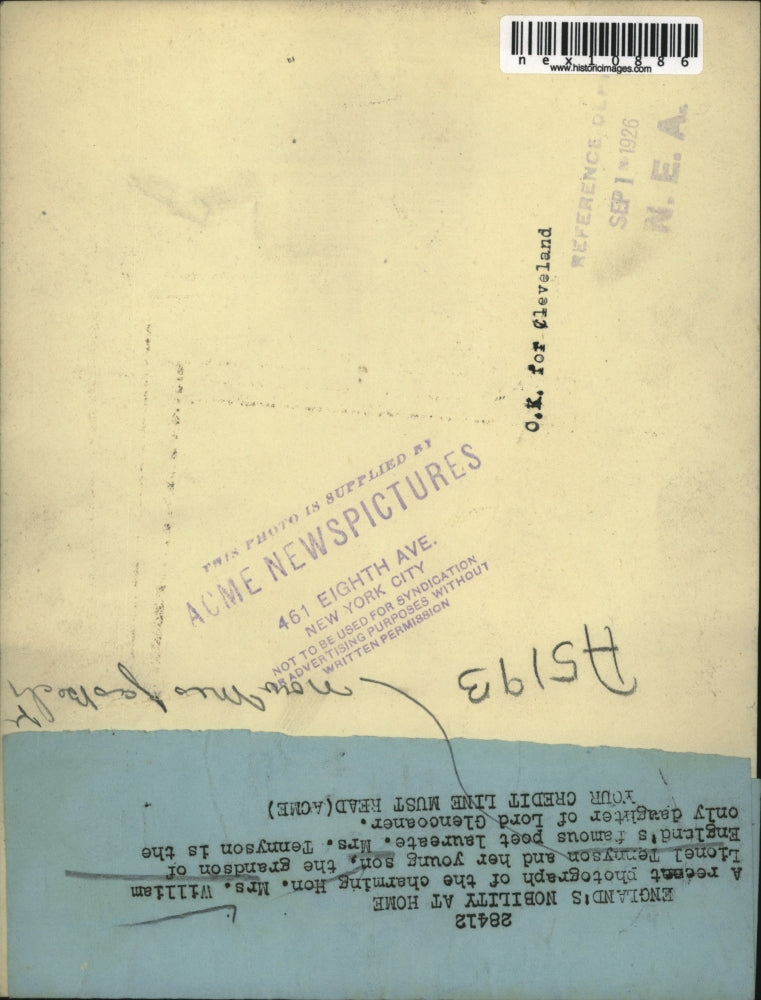 nex10886
www.historicimages.com
REFERENCE DEPT
SEP 1 1926
N. E. A.
O.K. for Cleveland
THIS PHOTO IS SUPPLIED BY
ACME NEWSPICTURES
461 EIGHTH AVE.
NEW YORK CITY
NOT TO BE USED FOR SYNDICATION
OR ADVERTISING PURPOSES WITHOUT
WRITTEN PERMISSION
A5193
now Mrs
28412
ENGLAND'S NOBILITY AT HOME
A recent photograph of the charming Hon. Mrs. William
Lionel Tennyson and her young son, the grandson of
England's famous poet laureate. Mrs. Tennyson is the
only daughter of Lord Glenooaner.
YOUR CREDIT LINE MUST READ(ACME)